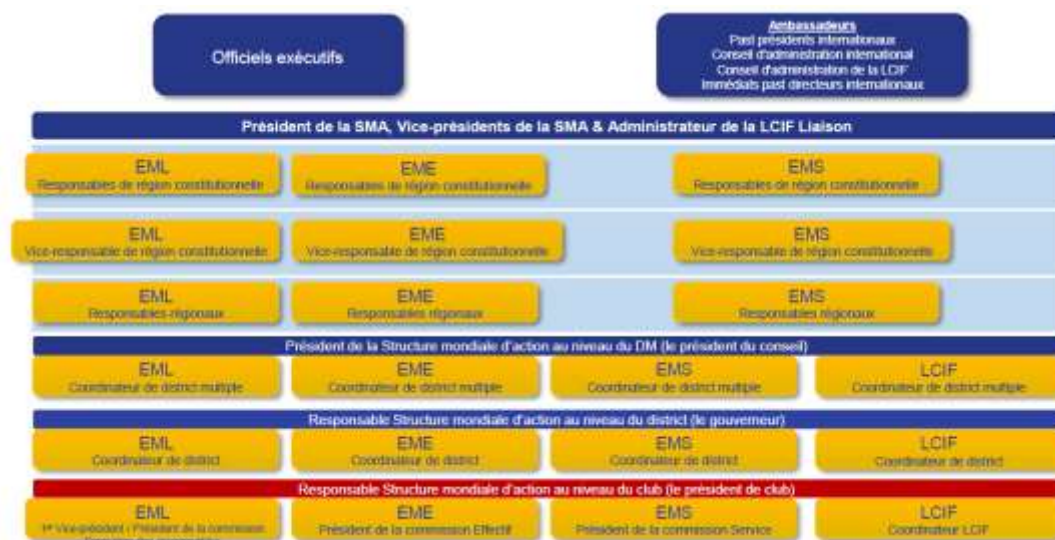 Officiels exécutifs
Ambassadeurs
Past présidents internationaux
Conseil d'administration international
Conseil d'administration de la LCIF
Immédiats past directeurs internationaux
Président de la SMA, Vice-présidents de la SMA & Administrateur de la LCIF Liaison
EML
Responsables de région constitutionnelle
EME
Responsables de région constitutionnelle
EMS
Responsables de région constitutionnelle
EML
Vice-responsable de région constitutionnelle
EME
Vice-responsable de région constitutionnelle
EMS
Vice-responsable de région constitutionnelle
EML
Responsables régionaux
EME
Responsables régionaux
EMS
Responsables régionaux
Président de la Structure mondiale d'action au niveau du DM (le président du conseil)
EML
Coordinateur de district multiple
EME
Coordinateur de district multiple
EMS
Coordinateur de district multiple
LCIF
Coordinateur de district multiple
Responsable Structure mondiale d'action au niveau du district (le gouverneur)
EML
Coordinateur de district
EME
Coordinateur de district
EMS
Coordinateur de district
LCIF
Coordinateur de district
Responsable Structure mondiale d'action au niveau du club (le président de club)
EML
Vice-président / Président de la commission
EME
Président de la commission Effectif
EMS
Président de la commission Service
LCIF
Coordinateur LCIF